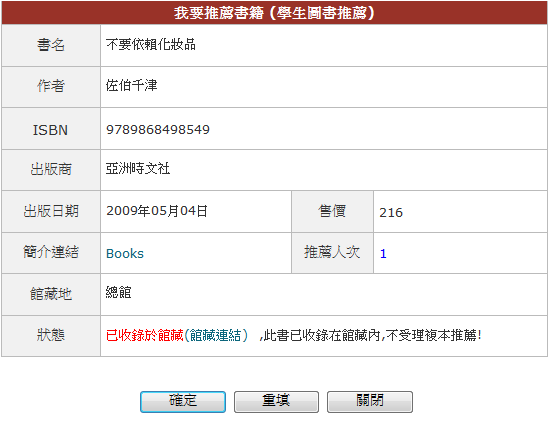 我要推薦書籍 (學生圖書推薦)
書名 不要依賴化妝品
作者 佐伯千津
ISBN 9789868498549
出版商 亞洲時文社
出版日期 2009年05月04日 售價 216
簡介連結 Books 推薦人次 1
館藏地 總館
狀態 已收錄於館藏(館藏連結) ,此書已收錄在館藏內,不受理複本推薦!
確定 重填 關閉